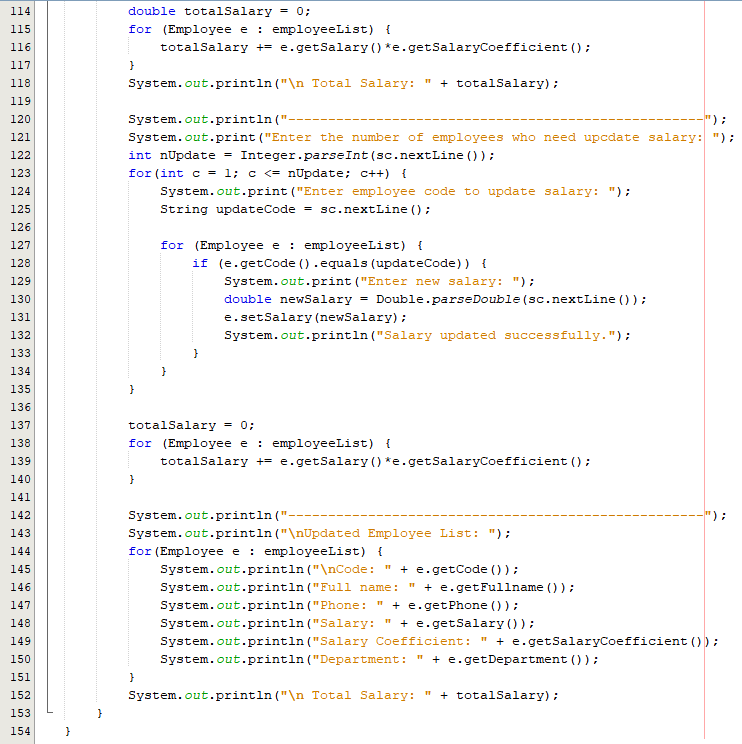 114 double totalSalary = 0;
115 for (Employee e : employeeList) {
116 totalSalary += e.getSalary()*e.getSalaryCoefficient();
117 }
118 System.out.println("\n Total Salary: " + totalSalary);
119
120 System.out.println("----------------------------------------------------");
121 System.out.print("Enter the number of employees who need upcdate salary: ");
122 int nUpdate = Integer.parseInt(sc.nextLine());
123 for(int c = 1; c <= nUpdate; c++) {
124 System.out.print("Enter employee code to update salary: ");
125 String updateCode = sc.nextLine();
126
127 for (Employee e : employeeList) {
128 if (e.getCode().equals(updateCode)) {
129 System.out.print("Enter new salary: ");
130 double newSalary = Double.parseDouble(sc.nextLine());
131 e.setSalary(newSalary);
132 System.out.println("Salary updated successfully.");
133 }
134 }
135 }
136
137 totalSalary = 0;
138 for (Employee e : employeeList) {
139 totalSalary += e.getSalary()*e.getSalaryCoefficient();
140 }
141
142 System.out.println("----------------------------------------------------");
143 System.out.println("\nUpdated Employee List: ");
144 for(Employee e : employeeList) {
145 System.out.println("\nCode: " + e.getCode());
146 System.out.println("Full name: " + e.getFullname());
147 System.out.println("Phone: " + e.getPhone());
148 System.out.println("Salary: " + e.getSalary());
149 System.out.println("Salary Coefficient: " + e.getSalaryCoefficient());
150 System.out.println("Department: " + e.getDepartment());
151 }
152 System.out.println("\n Total Salary: " + totalSalary);
153 }
154 }